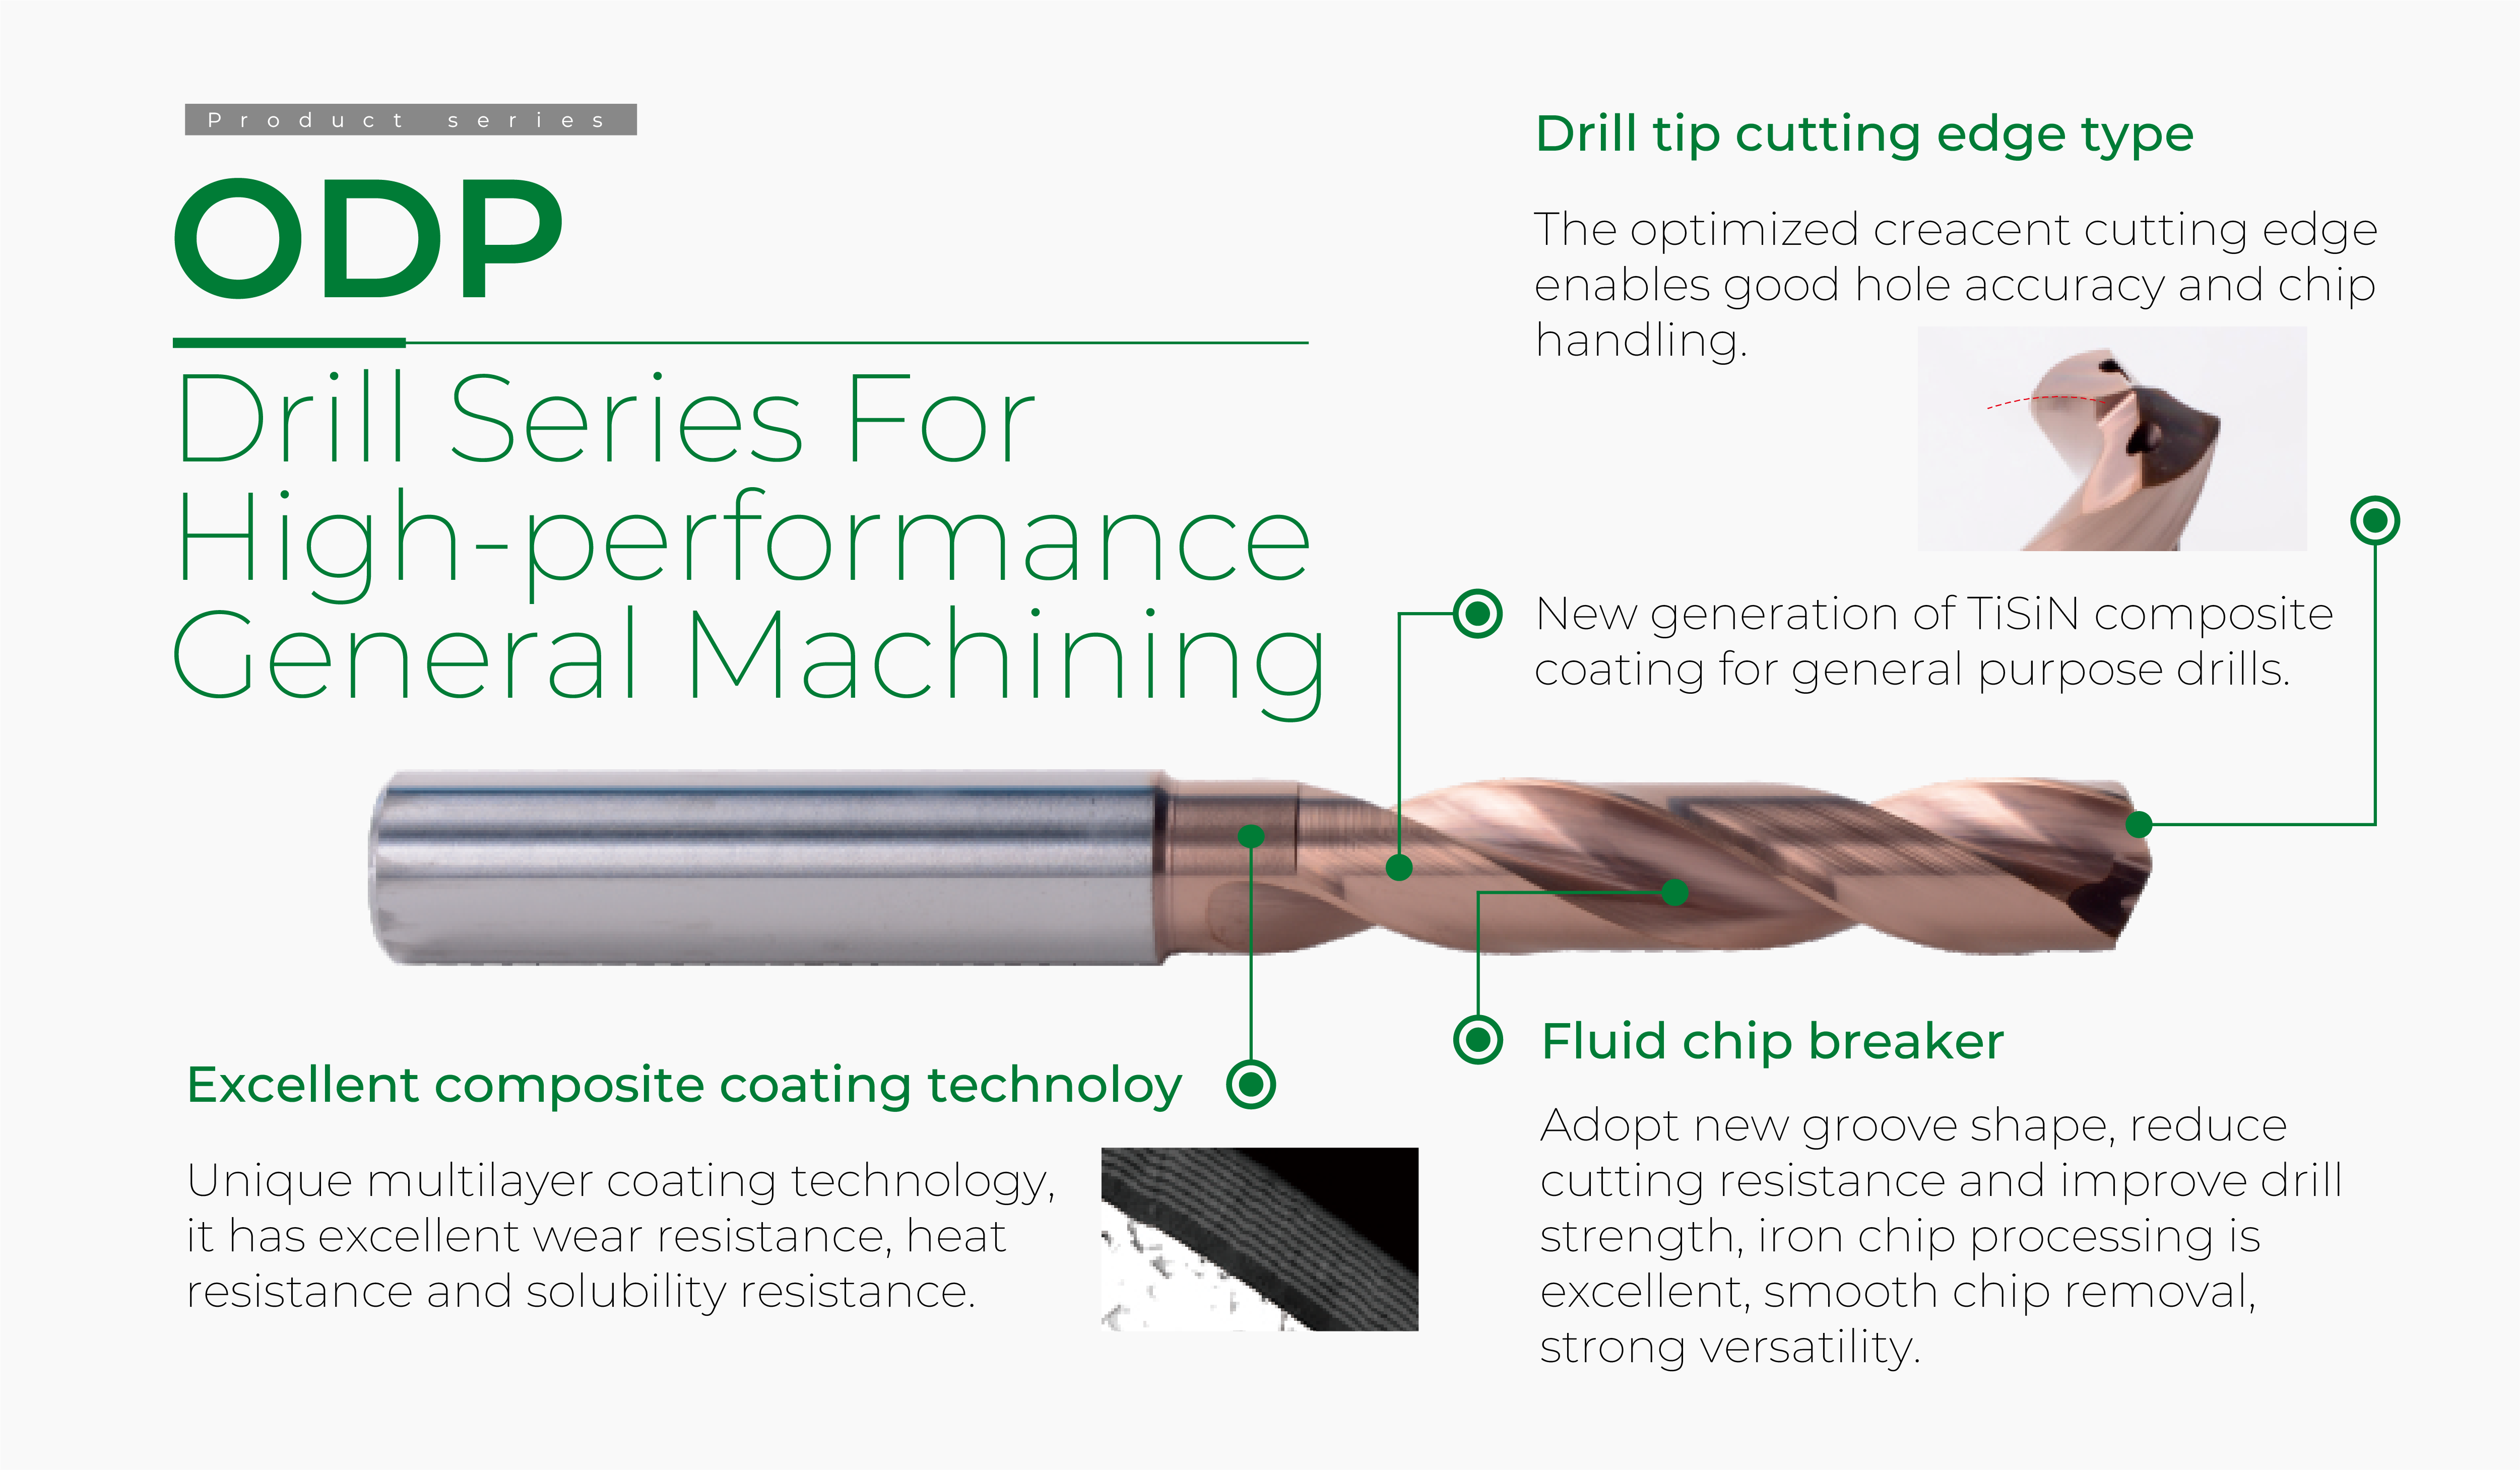 Product series
ODP
Drill Series For
High-performance
General Machining
Drill tip cutting edge type
The optimized creacent cutting edge
enables good hole accuracy and chip
handling.
New generation of TiSiN composite
coating for general purpose drills.
Excellent composite coating technoloy
Unique multilayer coating technology,
it has excellent wear resistance, heat
resistance and solubility resistance.
Fluid chip breaker
Adopt new groove shape, reduce
cutting resistance and improve drill
strength, iron chip processing is
excellent, smooth chip removal,
strong versatility.